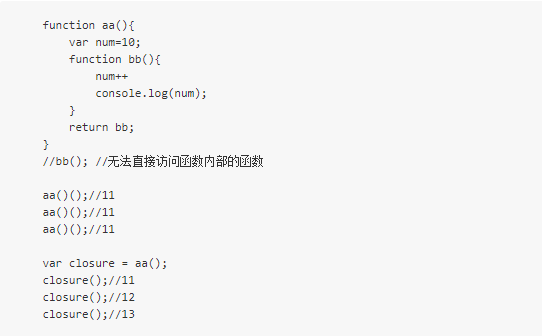 function aa(){
    var num=10;
    function bb(){
        num++
        console.log(num);
    }
    return bb;
}
//bb(); //无法直接访问函数内部的函数
aa()();//11
aa()();//11
aa()();//11
var closure = aa();
closure();//11
closure();//12
closure();//13